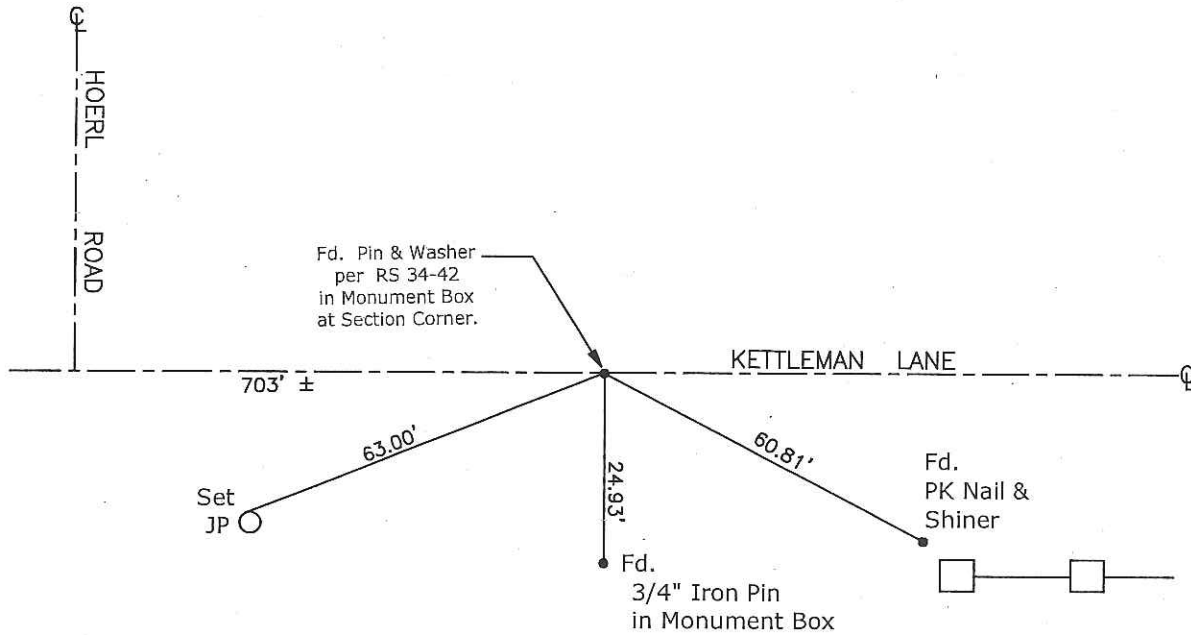 ℄
HOERL ROAD
Fd. Pin & Washer
per RS 34-42
in Monument Box
at Section Corner.
KETTLEMAN LANE
℄
703' ±
63.00'
24.93'
60.81'
Set
JP
Fd.
PK Nail &
Shiner
Fd.
3/4" Iron Pin
in Monument Box